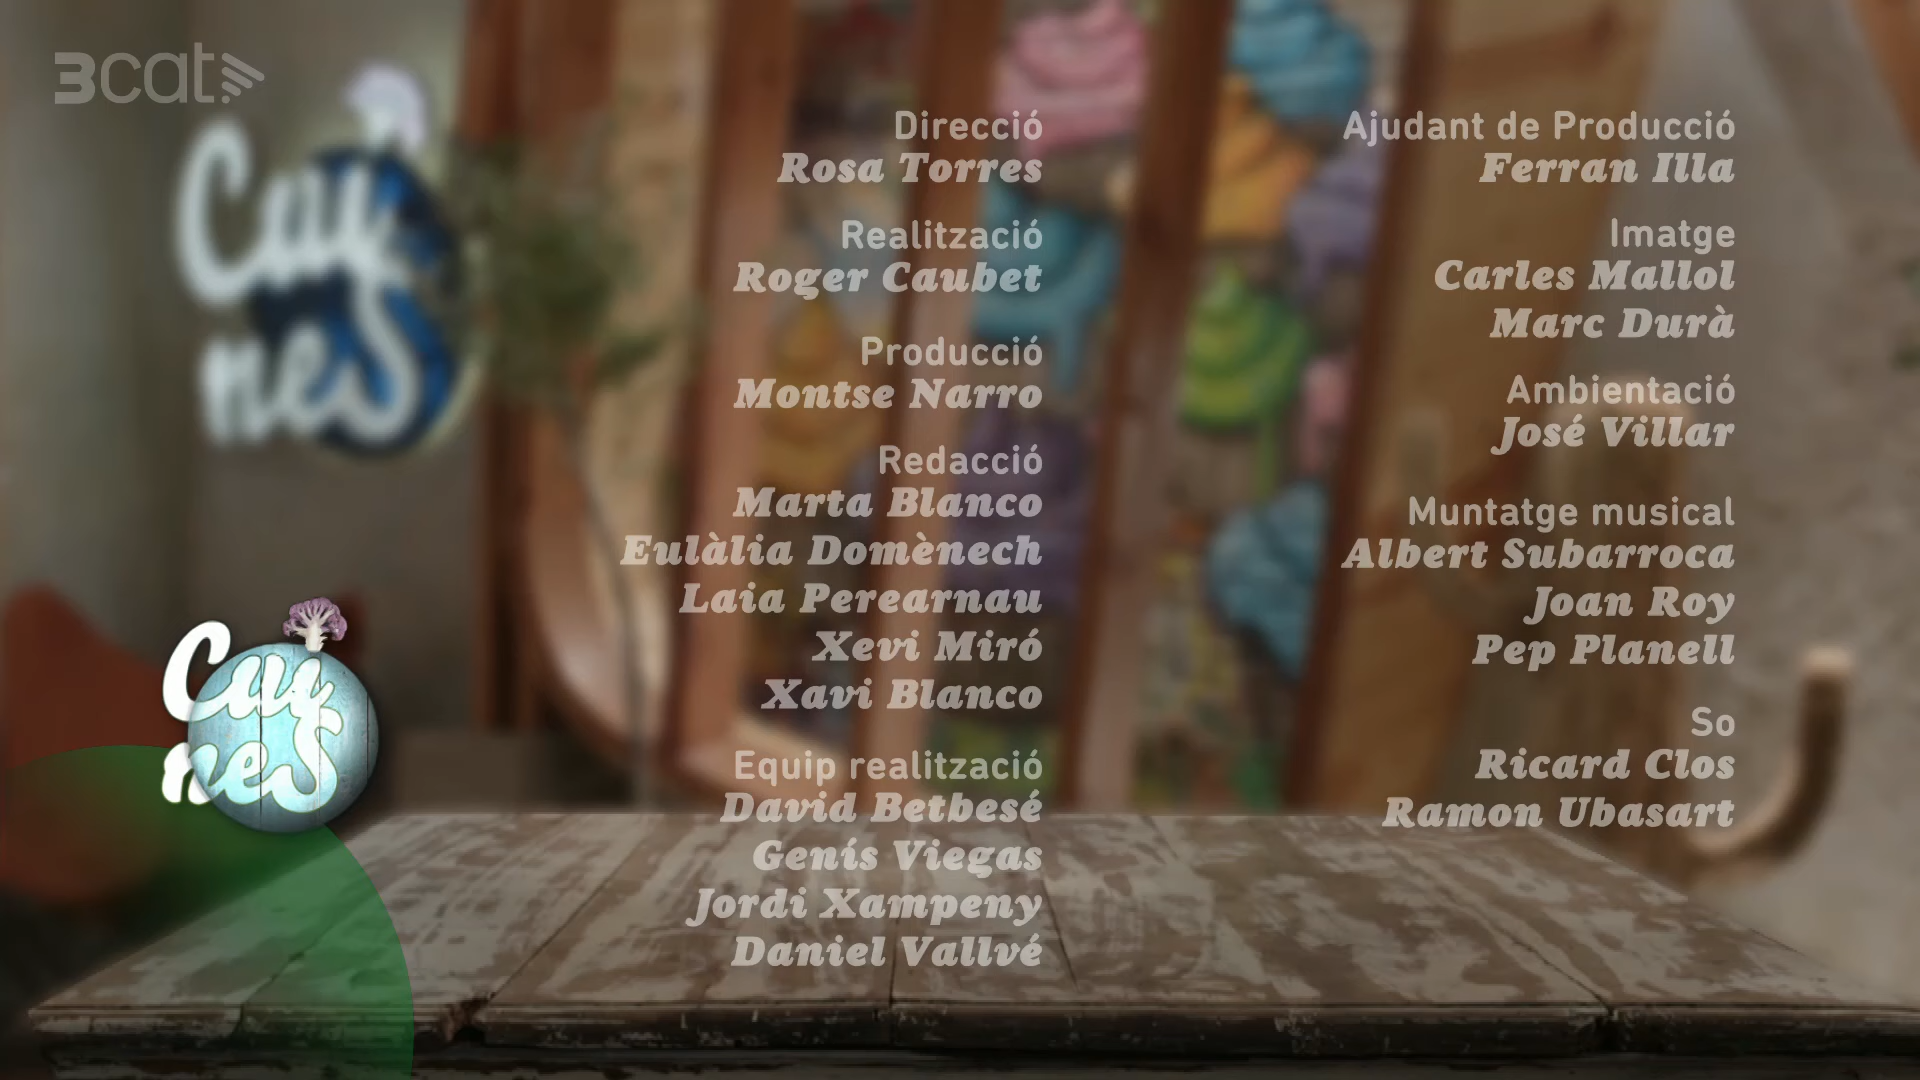 3cat
Cuines
Direcció
Rosa Torres
Realització
Roger Caubet
Producció
Montse Narro
Redacció
Marta Blanco
Eulàlia Domènech
Laia Perearnau
Xevi Miró
Xavi Blanco
Equip realització
David Betbesé
Genís Viegas
Jordi Xampeny
Daniel Vallvé
Ajudant de Producció
Ferran Illa
Imatge
Carles Mallol
Marc Durà
Ambientació
José Villar
Muntatge musical
Albert Subarroca
Joan Roy
Pep Planell
So
Ricard Clos
Ramon Ubasart
Cui
neS